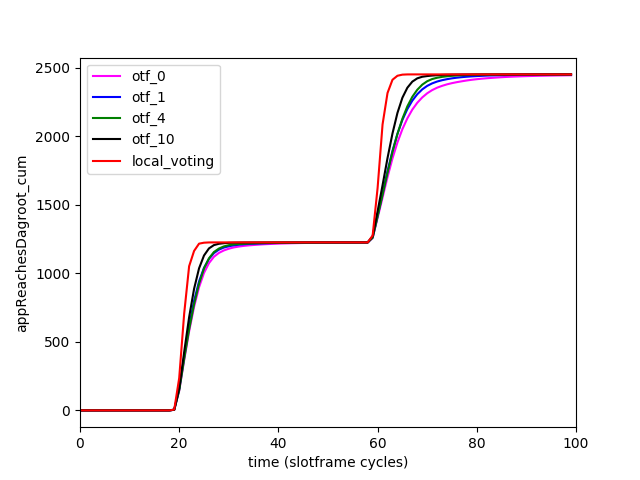 2500
2000
1500
1000
500
0
appReachesDagroot_cum
otf_0
otf_1
otf_4
otf_10
local_voting
0 20 40 60 80 100
time (slotframe cycles)